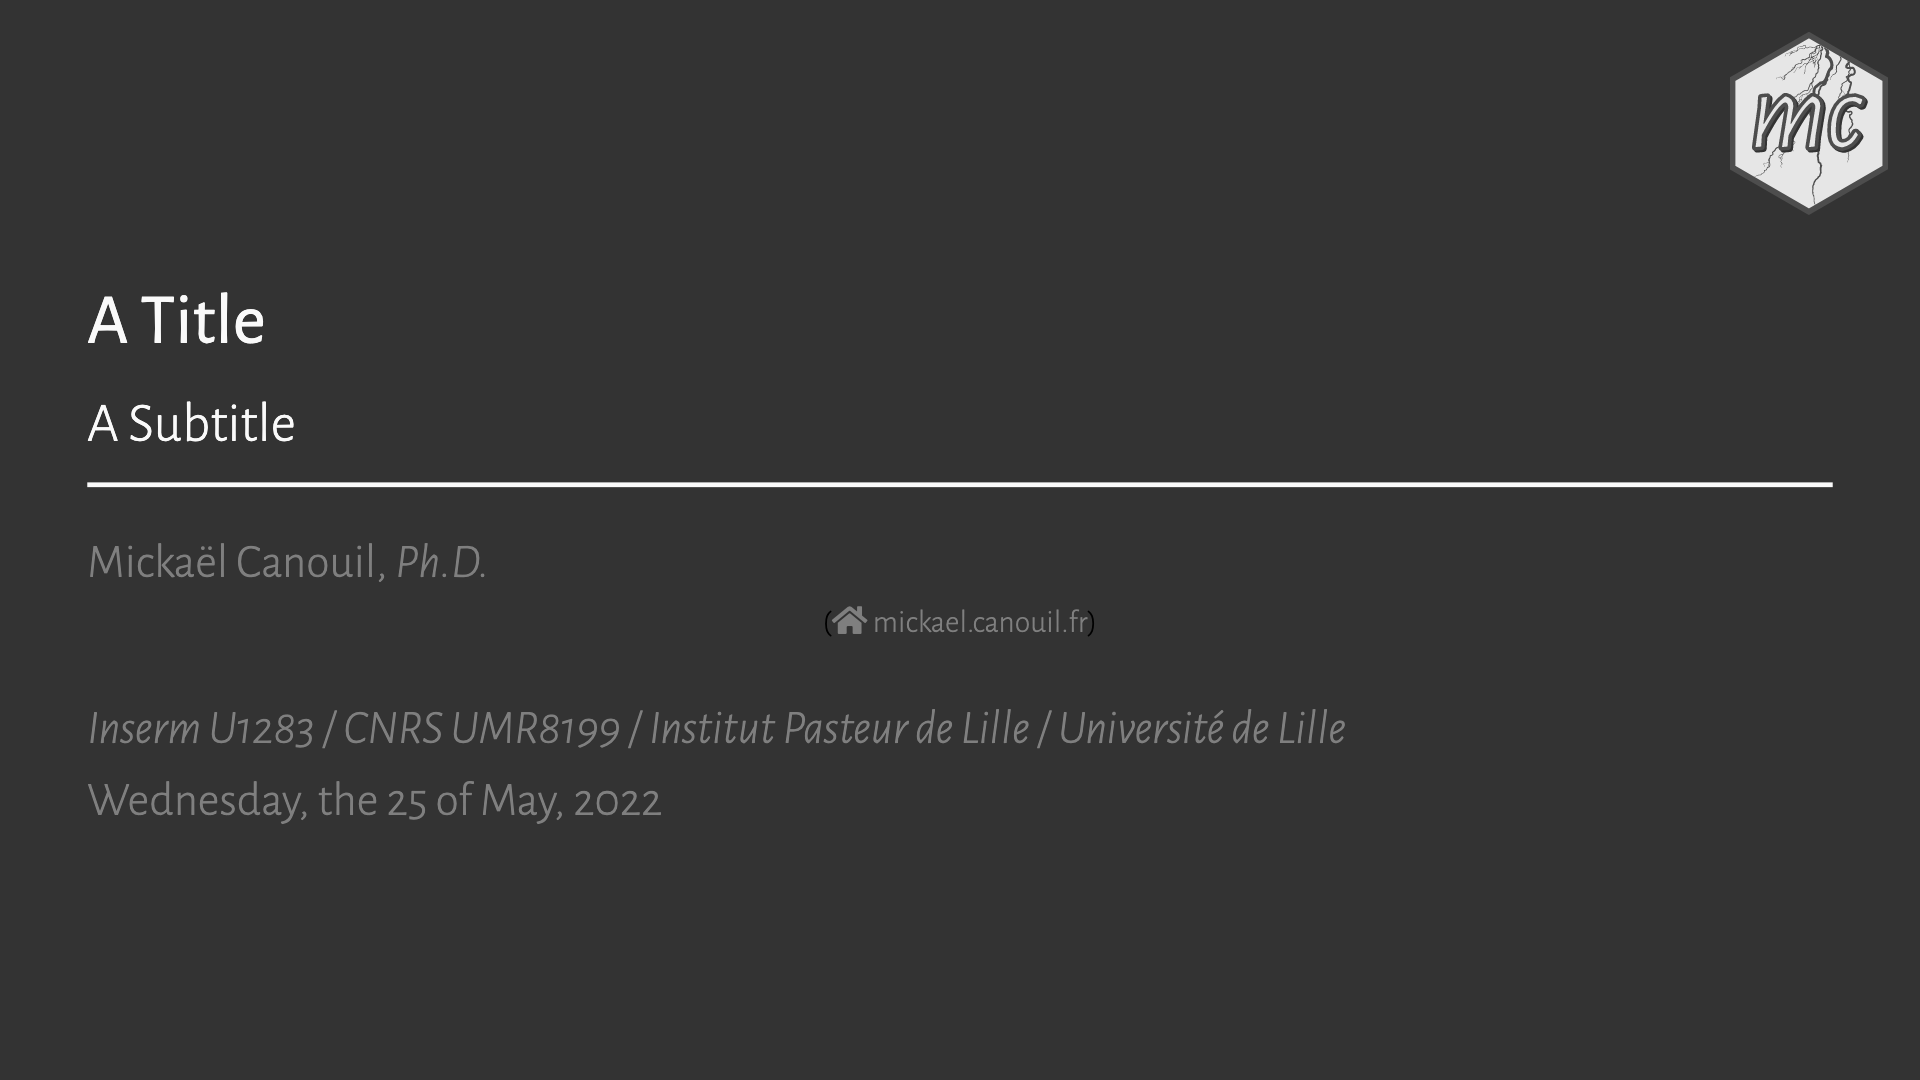 mc
A Title
A Subtitle
Mickaël Canouil, Ph.D.
( mickael.canouil.fr)
Inserm U1283 / CNRS UMR8199 / Institut Pasteur de Lille / Université de Lille
Wednesday, the 25 of May, 2022